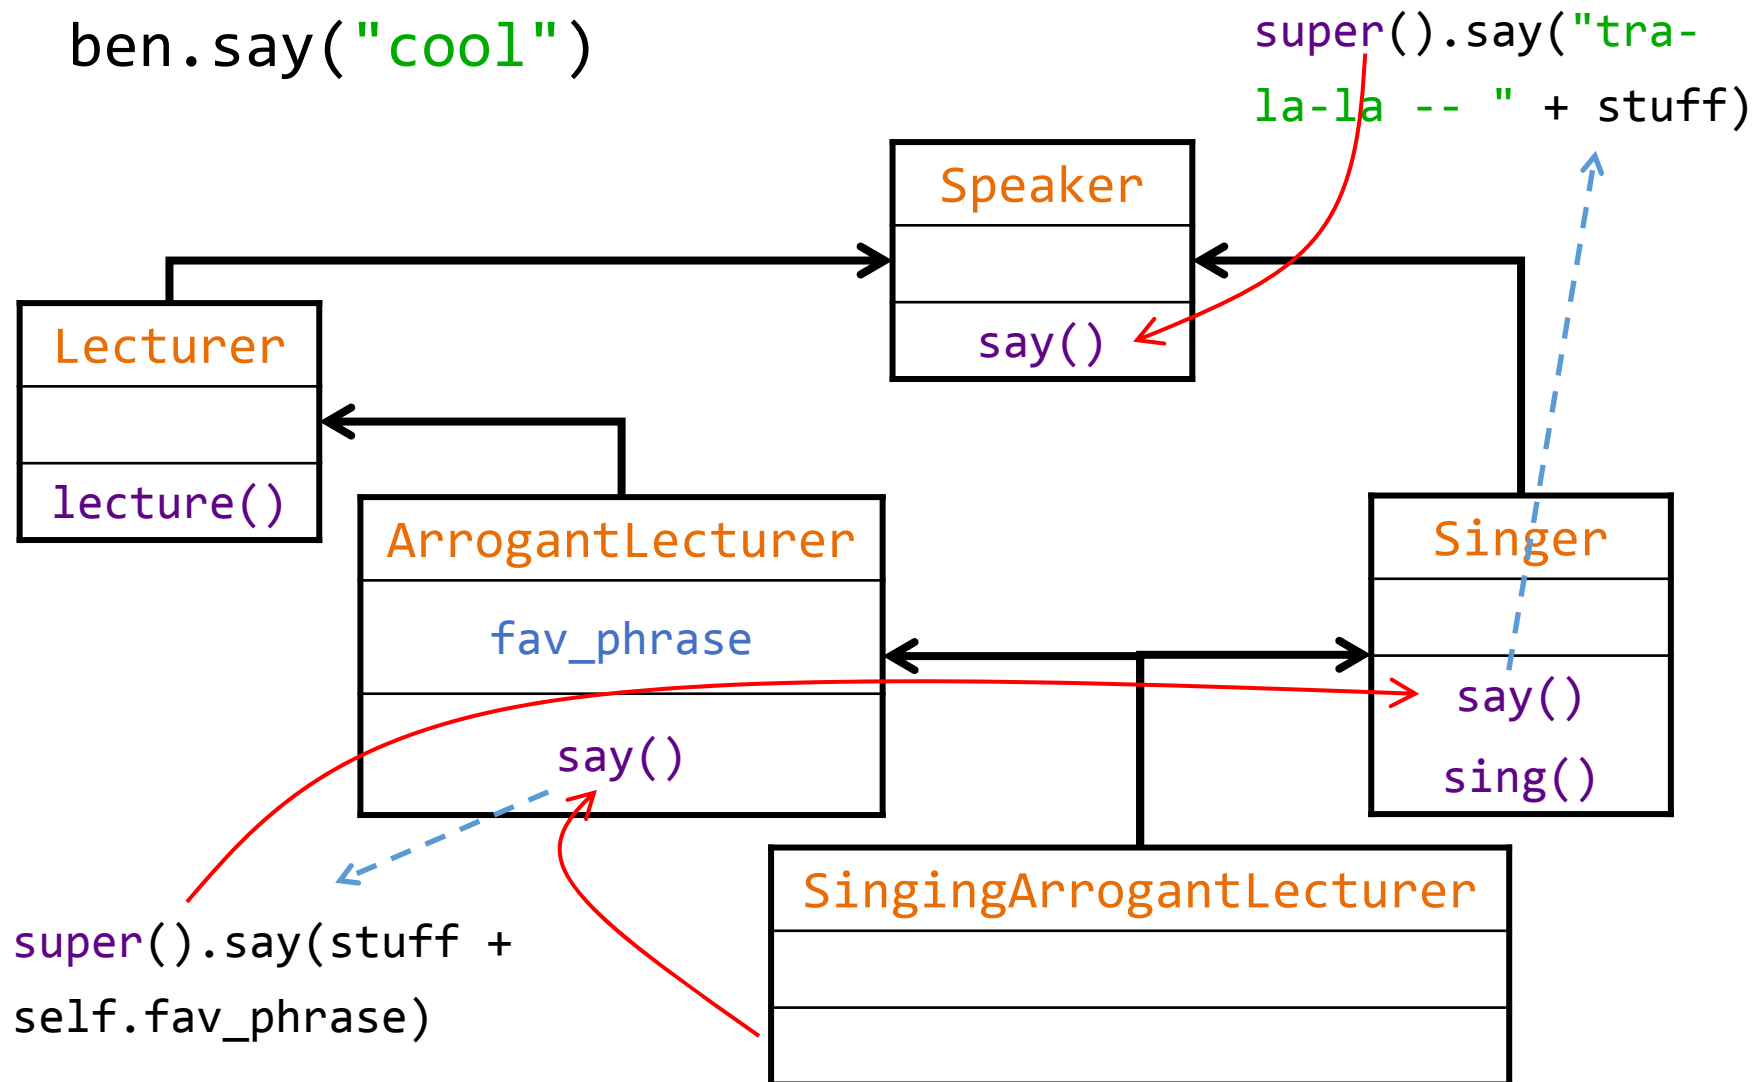 ben.say("cool")
super().say("tra-
la-la -- " + stuff)
Speaker
say()
Lecturer
lecture()
ArrogantLecturer
fav_phrase
say()
Singer
say()
sing()
SingingArrogantLecturer
super().say(stuff +
self.fav_phrase)